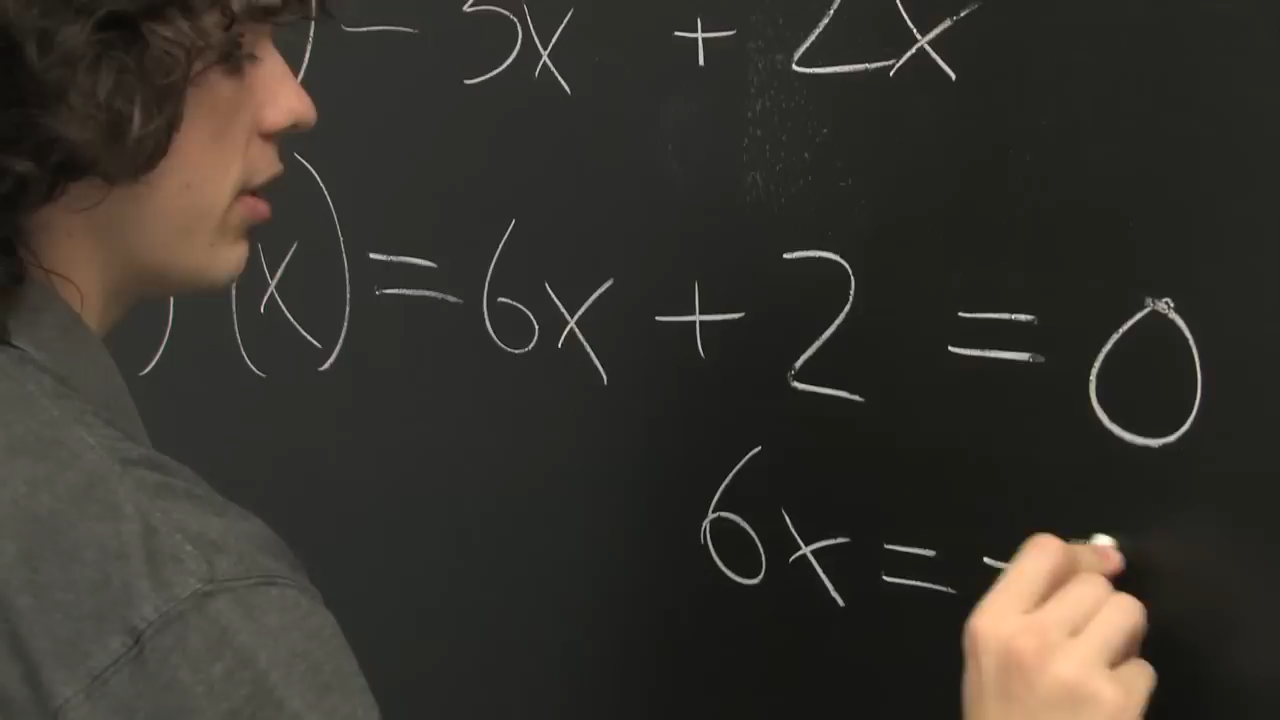 ) - 3x + 2x
(x) = 6x + 2 = 0
6x = -